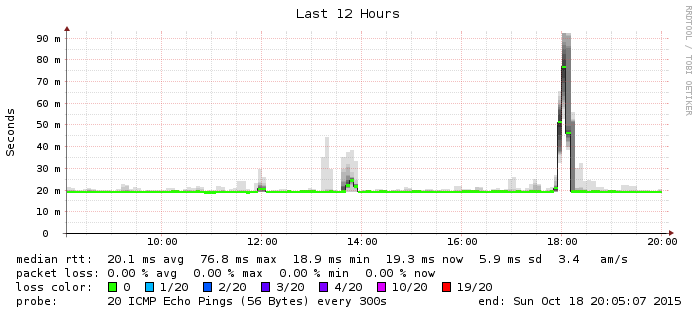 Last 12 Hours
RRDTOOL / TOBI OETIKER
Seconds
90 m
80 m
70 m
60 m
50 m
40 m
30 m
20 m
10 m
0
10:00 12:00 14:00 16:00 18:00 20:00
median rtt: 20.1 ms avg 76.8 ms max 18.9 ms min 19.3 ms now 5.9 ms sd 3.4 am/s
packet loss: 0.00 % avg 0.00 % max 0.00 % min 0.00 % now
loss color: 0 1/20 2/20 3/20 4/20 10/20 19/20
probe: 20 ICMP Echo Pings (56 Bytes) every 300s end: Sun Oct 18 20:05:07 2015